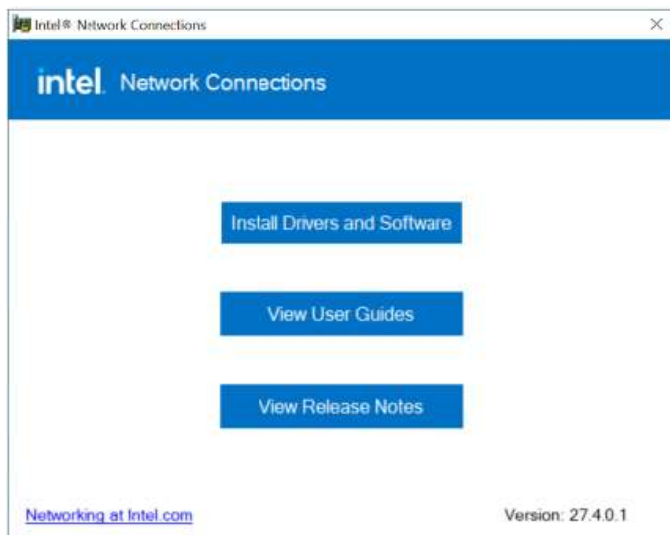 Intel® Network Connections
intel. Network Connections
Install Drivers and Software
View User Guides
View Release Notes
Networking at Intel.com
Version: 27.4.0.1